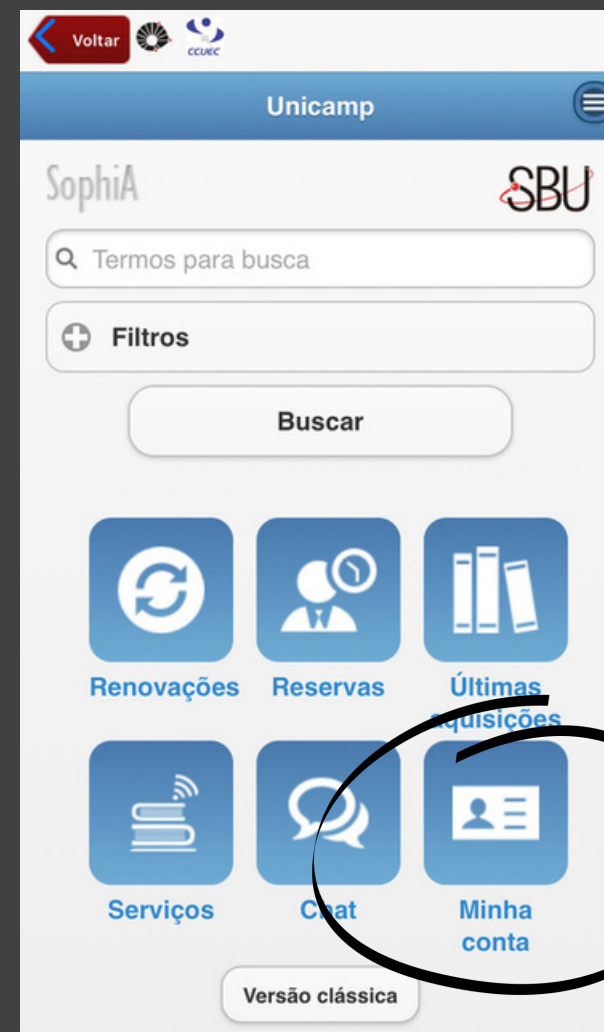 Voltar
CCUEC
Unicamp
SophiA
SBU
Termos para busca
Filtros
Buscar
Renovações
Reservas
Últimas
aquisições
Serviços
Chat
Minha
conta
Versão clássica